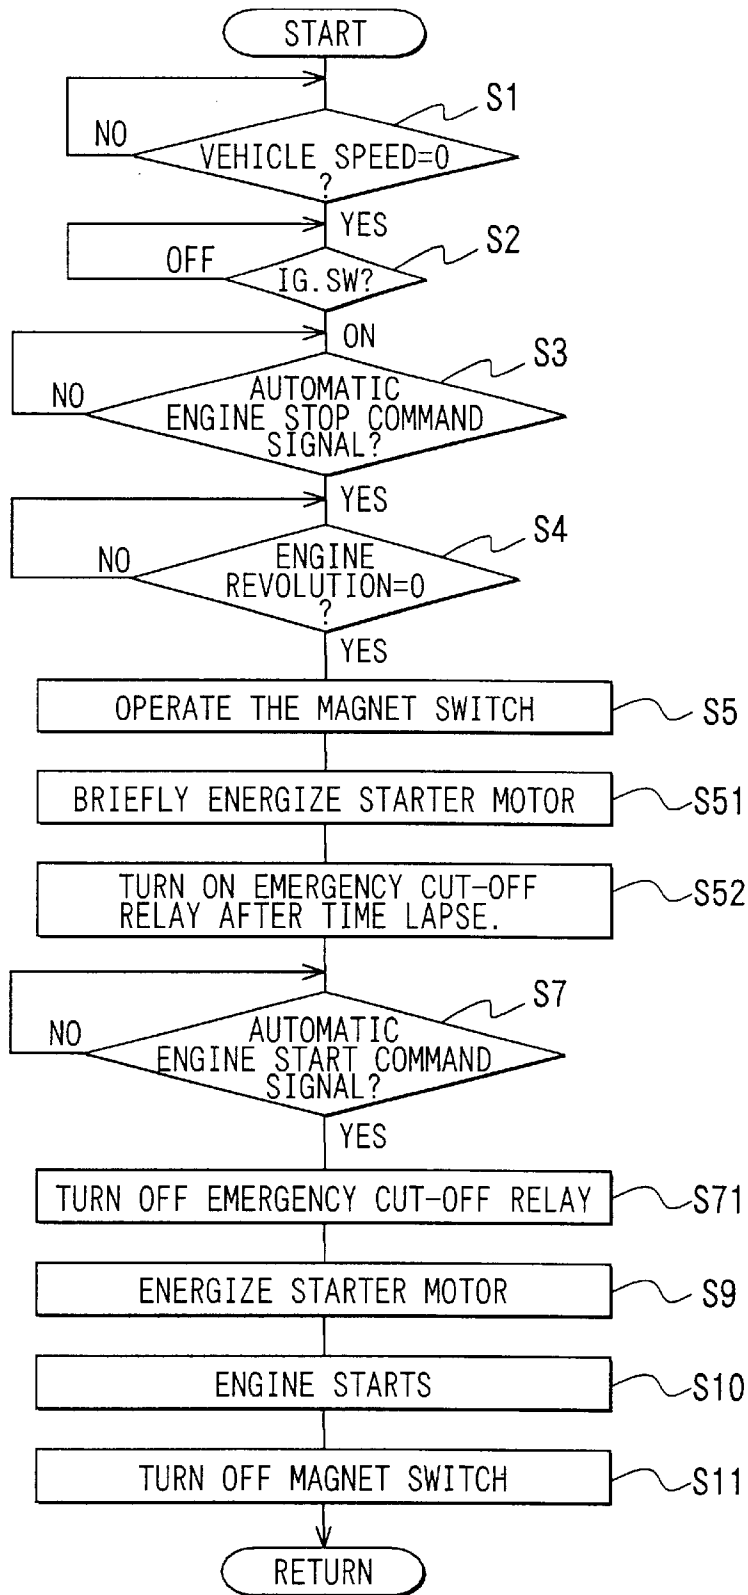 START
S1
NO
VEHICLE SPEED=0
?
YES
S2
OFF
IG.SW?
ON
S3
NO
AUTOMATIC
ENGINE STOP COMMAND
SIGNAL?
YES
S4
NO
ENGINE
REVOLUTION=0
?
YES
OPERATE THE MAGNET SWITCH
S5
BRIEFLY ENERGIZE STARTER MOTOR
S51
TURN ON EMERGENCY CUT-OFF
RELAY AFTER TIME LAPSE.
S52
S7
NO
AUTOMATIC
ENGINE START COMMAND
SIGNAL?
YES
TURN OFF EMERGENCY CUT-OFF RELAY
S71
ENERGIZE STARTER MOTOR
S9
ENGINE STARTS
S10
TURN OFF MAGNET SWITCH
S11
RETURN